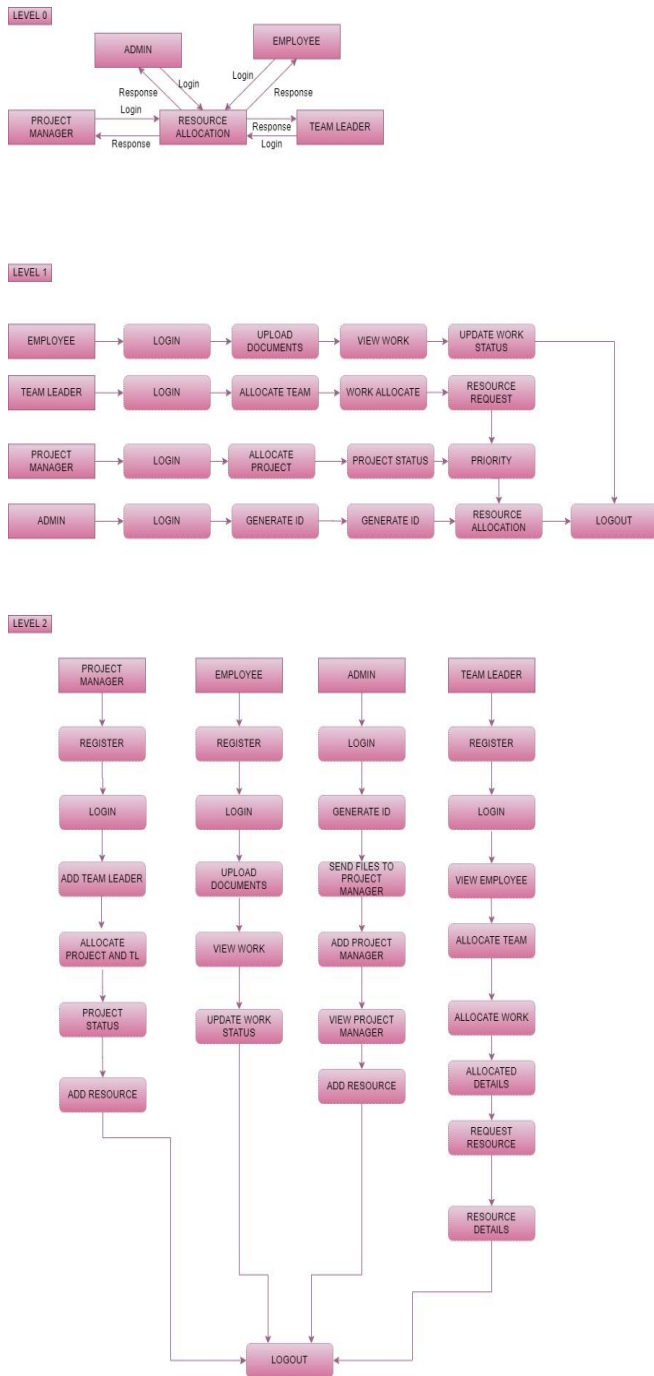 LEVEL 0
ADMIN
EMPLOYEE
Response
Login
Login
Response
Login
PROJECT
MANAGER
RESOURCE
ALLOCATION
Response
TEAM LEADER
Response
Login
LEVEL 1
EMPLOYEE
LOGIN
UPLOAD
DOCUMENTS
VIEW WORK
UPDATE WORK
STATUS
TEAM LEADER
LOGIN
ALLOCATE TEAM
WORK ALLOCATE
RESOURCE
REQUEST
PROJECT
MANAGER
LOGIN
ALLOCATE
PROJECT
PROJECT STATUS
PRIORITY
ADMIN
LOGIN
GENERATE ID
GENERATE ID
RESOURCE
ALLOCATION
LOGOUT
LEVEL 2
PROJECT
MANAGER
REGISTER
LOGIN
ADD TEAM LEADER
ALLOCATE
PROJECT AND TL
PROJECT
STATUS
ADD RESOURCE
EMPLOYEE
REGISTER
LOGIN
UPLOAD
DOCUMENTS
VIEW WORK
UPDATE WORK
STATUS
ADMIN
LOGIN
GENERATE ID
SEND FILES TO
PROJECT
MANAGER
ADD PROJECT
MANAGER
VIEW PROJECT
MANAGER
ADD RESOURCE
TEAM LEADER
REGISTER
LOGIN
VIEW EMPLOYEE
ALLOCATE TEAM
ALLOCATE WORK
ALLOCATED
DETAILS
REQUEST
RESOURCE
RESOURCE
DETAILS
LOGOUT